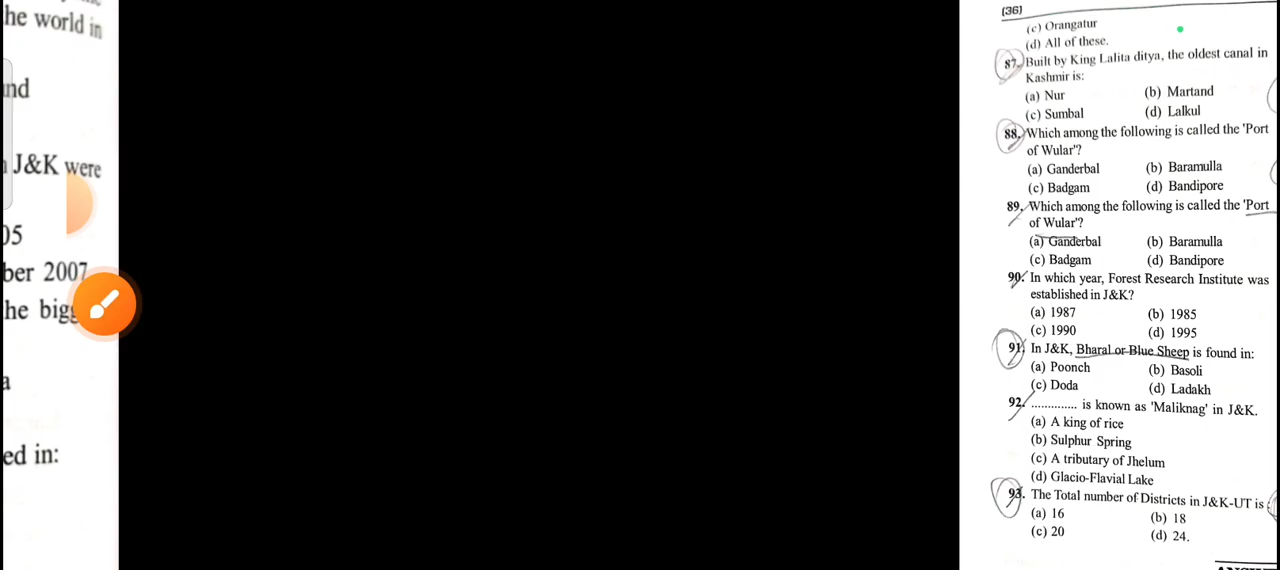 he world in
nd
J&K were
05
ber 2007
he big
a
ed in:
(36)
(c) Orangatur
(d) All of these.
87. Built by King Lalita ditya, the oldest canal in
Kashmir is:
(a) Nur (b) Martand
(c) Sumbal (d) Lalkul
88. Which among the following is called the 'Port
of Wular'?
(a) Ganderbal (b) Baramulla
(c) Badgam (d) Bandipore
89. Which among the following is called the 'Port
of Wular'?
(a) Ganderbal (b) Baramulla
(c) Badgam (d) Bandipore
90. In which year, Forest Research Institute was
established in J&K?
(a) 1987 (b) 1985
(c) 1990 (d) 1995
91. In J&K, Bharal or Blue Sheep is found in:
(a) Poonch (b) Basoli
(c) Doda (d) Ladakh
92. .............. is known as 'Maliknag' in J&K.
(a) A king of rice
(b) Sulphur Spring
(c) A tributary of Jhelum
(d) Glacio-Flavial Lake
93. The Total number of Districts in J&K-UT is :
(a) 16 (b) 18
(c) 20 (d) 24.